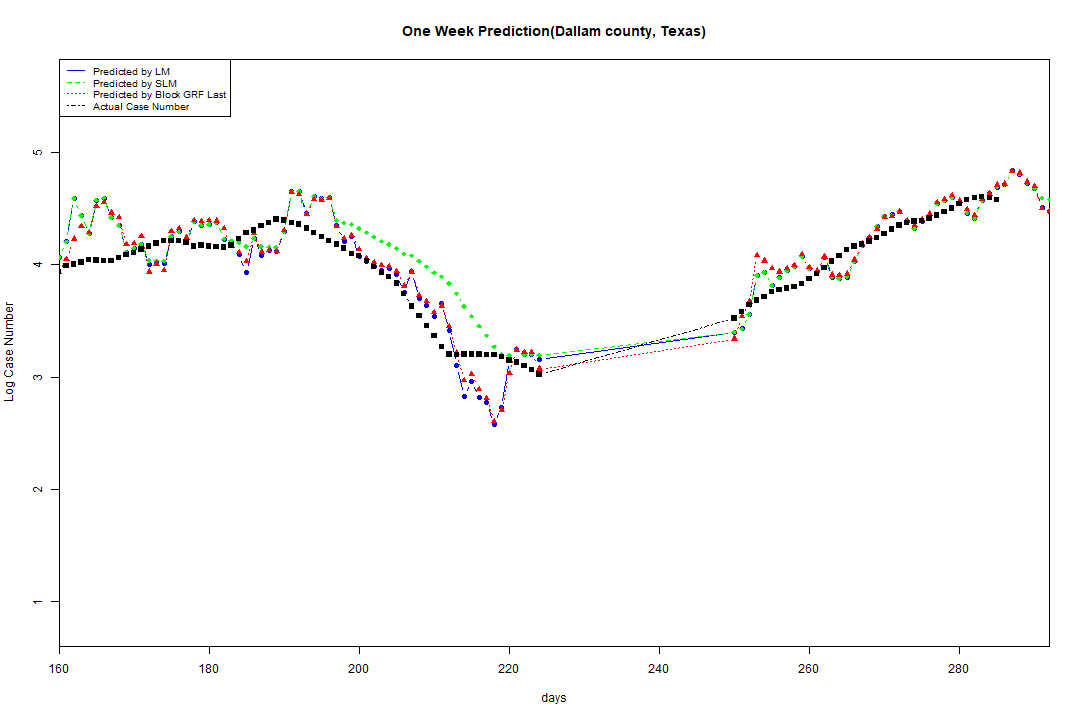 One Week Prediction(Dallam county, Texas)
Predicted by LM
Predicted by SLM
Predicted by Block GRF Last
Actual Case Number
Log Case Number
5
4
3
2
1
160 180 200 220 240 260 280
days